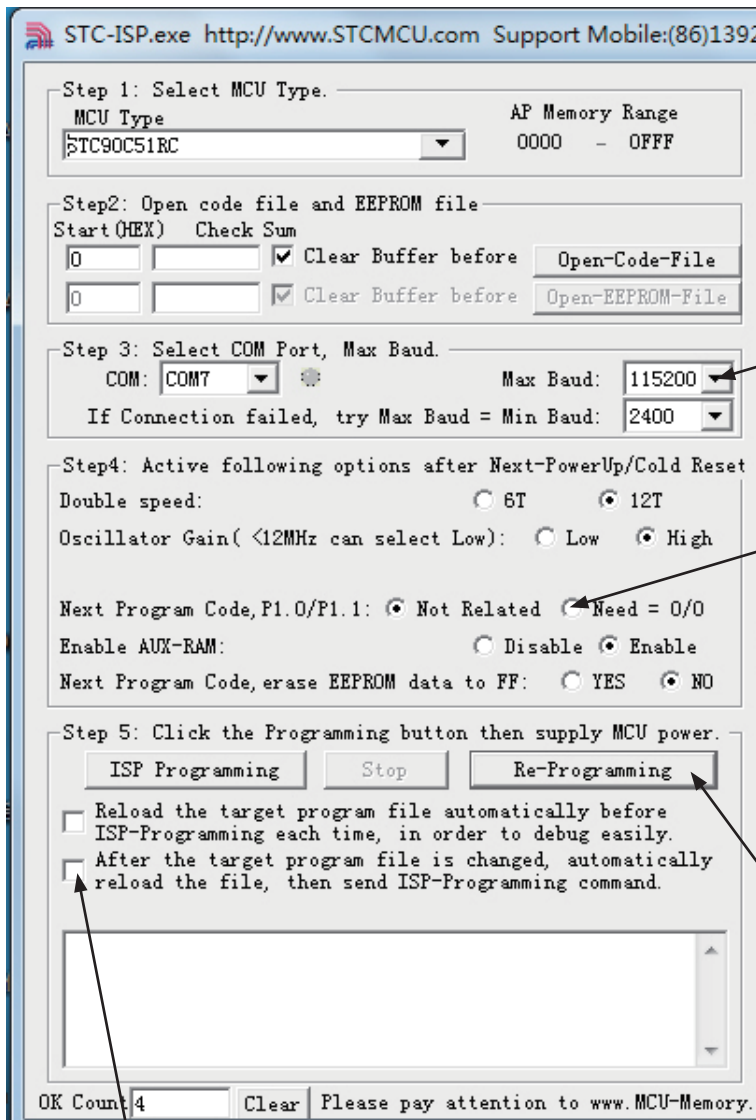 STC-ISP.exe http://www.STCMCU.com Support Mobile:(86)1392
Step 1: Select MCU Type.
MCU Type AP Memory Range
STC90C51RC 0000 - 0FFF
Step2: Open code file and EEPROM file
Start(HEX) Check Sum
0 Clear Buffer before Open-Code-File
0 Clear Buffer before Open-EEPROM-File
Step 3: Select COM Port, Max Baud.
COM: COM7 Max Baud: 115200
If Connection failed, try Max Baud = Min Baud: 2400
Step4: Active following options after Next-PowerUp/Cold Reset
Double speed: 6T 12T
Oscillator Gain( <12MHz can select Low): Low High
Next Program Code,P1.0/P1.1: Not Related Need = 0/0
Enable AUX-RAM: Disable Enable
Next Program Code,erase EEPROM data to FF: YES NO
Step 5: Click the Programming button then supply MCU power.
ISP Programming Stop Re-Programming
Reload the target program file automatically before
ISP-Programming each time, in order to debug easily.
After the target program file is changed, automatically
reload the file, then send ISP-Programming command.
OK Count 4 Clear Please pay attention to www.MCU-Memory.